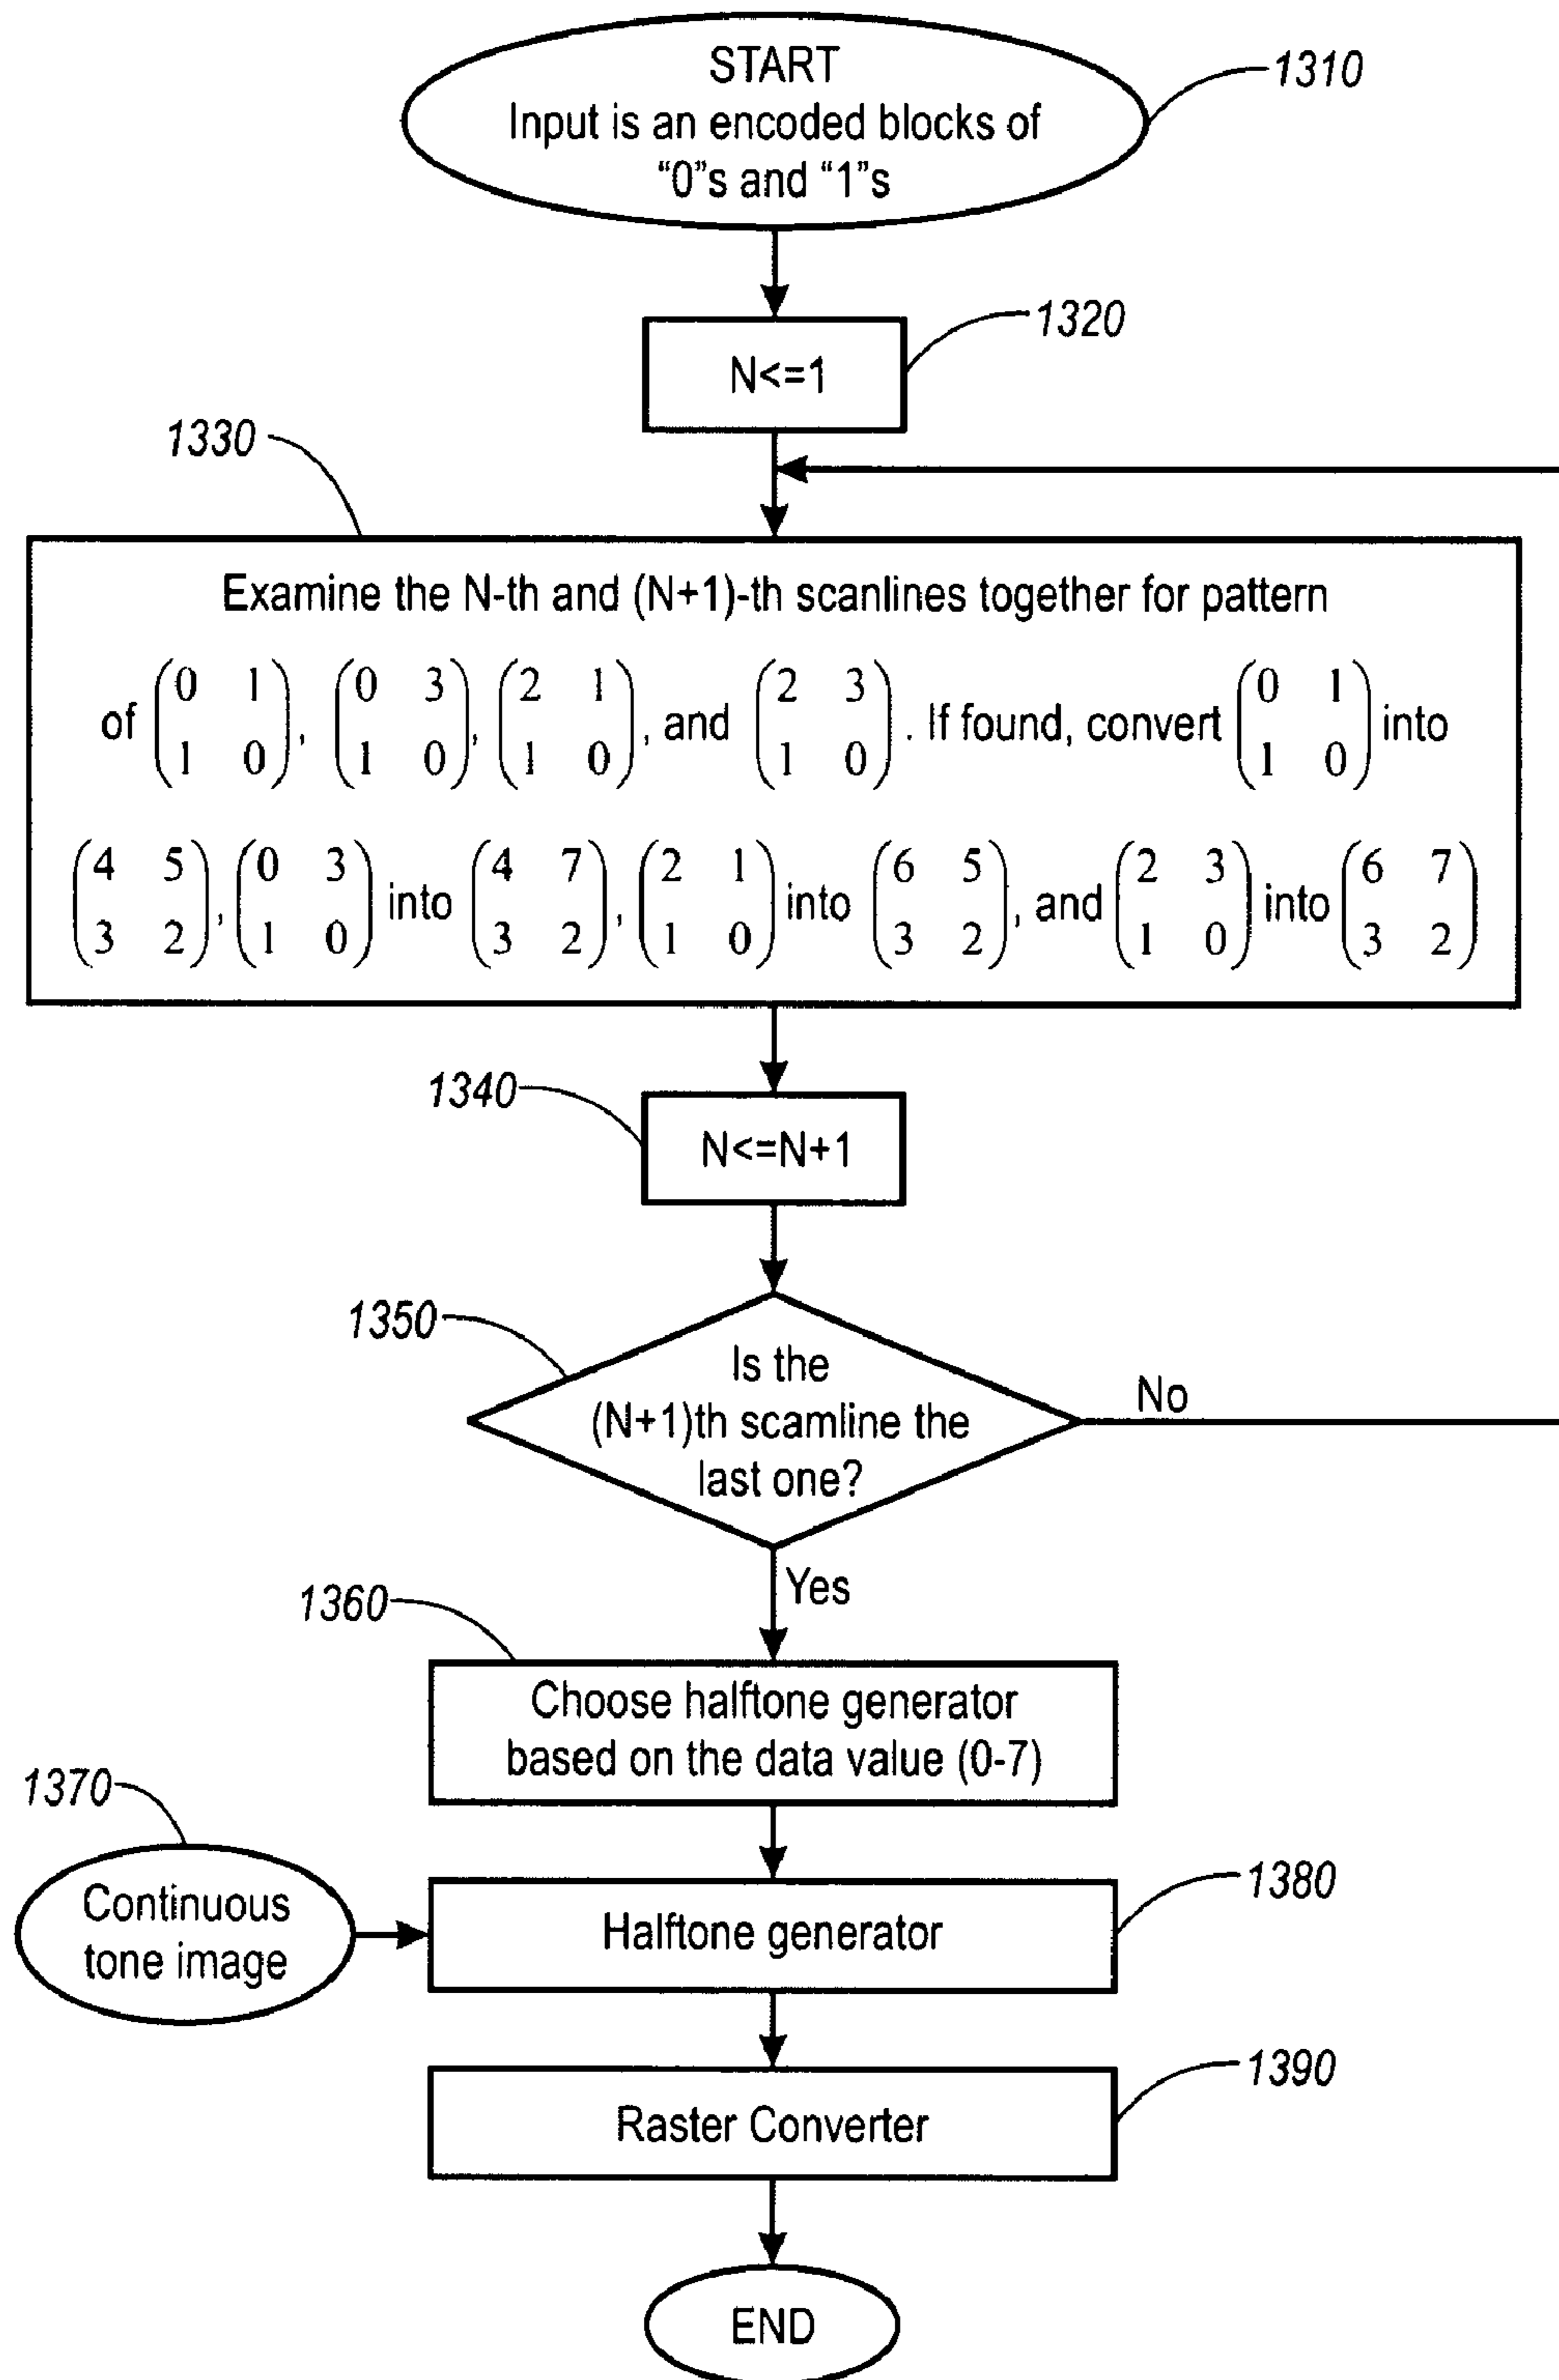 START
1310
Input is an encoded blocks of
“0”s and “1”s
1320
N<=1
1330
Examine the N-th and (N+1)-th scanlines together for pattern
of (0 1 1 0), (0 3 1 0), (2 1 1 0), and (2 3 1 0). If found, convert (0 1 1 0) into
(4 5 3 2), (0 3 1 0) into (4 7 3 2), (2 1 1 0) into (6 5 3 2), and (2 3 1 0) into (6 7 3 2)
1340
N<=N+1
1350
Is the
(N+1)th scamline the
last one?
No
Yes
1360
Choose halftone generator
based on the data value (0-7)
1370
Continuous
tone image
1380
Halftone generator
1390
Raster Converter
END